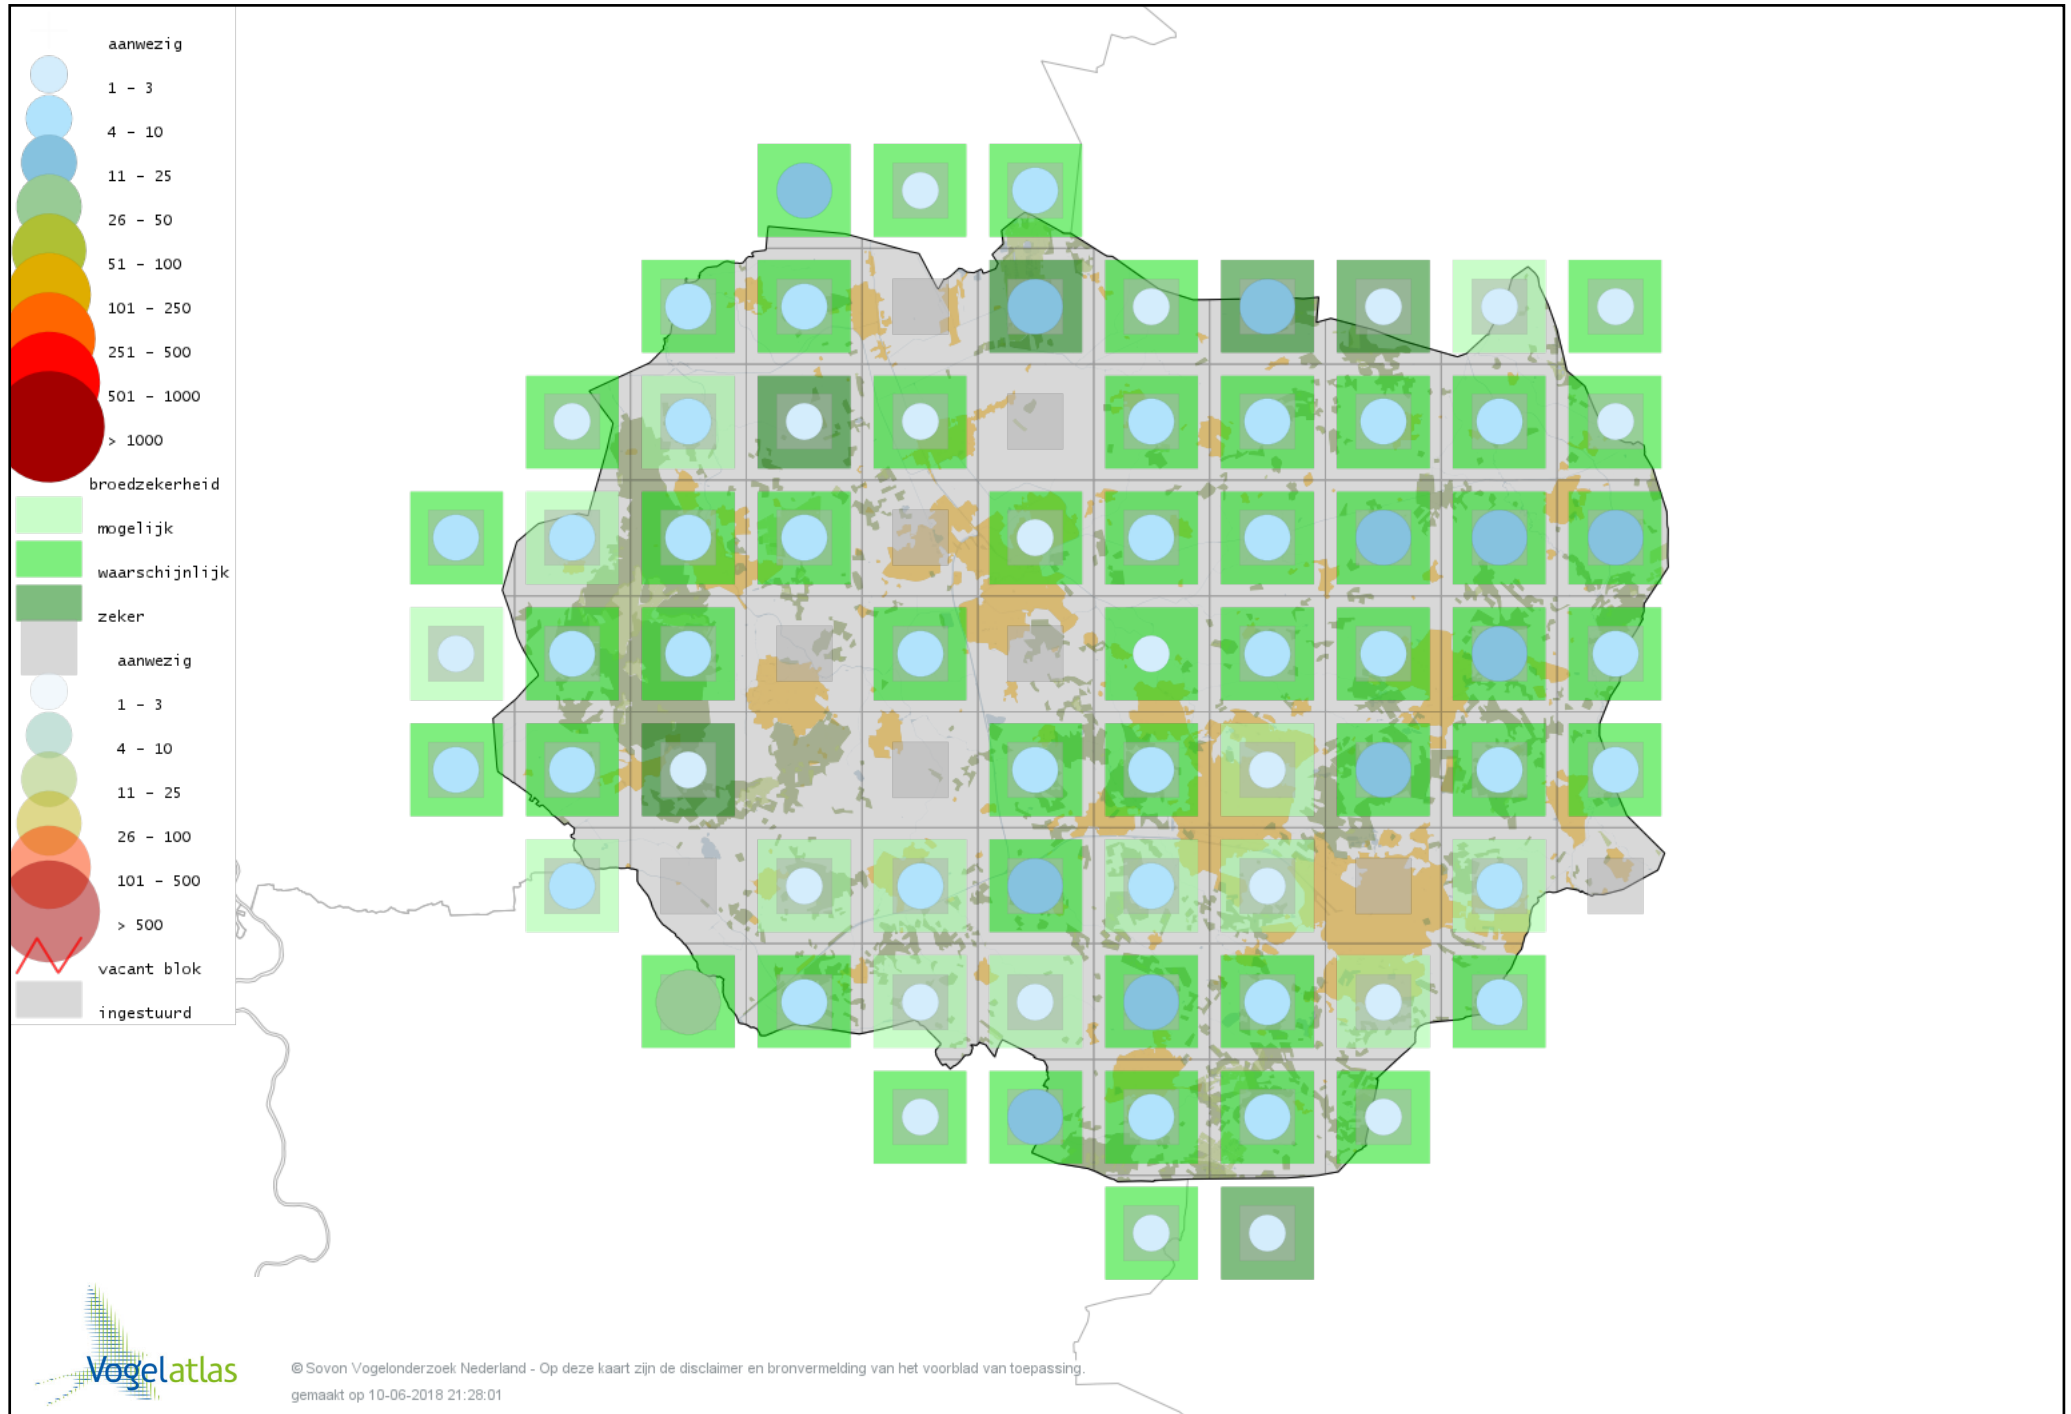 aanwezig
1 - 3
4 - 10
11 - 25
26 - 50
51 - 100
101 - 250
251 - 500
501 - 1000
> 1000
broedzekerheid
mogelijk
waarschijnlijk
zeker
aanwezig
1 - 3
4 - 10
11 - 25
26 - 100
101 - 500
> 500
vacant blok
ingestuurd
Vogelatlas
© Sovon Vogelonderzoek Nederland - Op deze kaart zijn de disclaimer en bronvermelding van het voorblad van toepassing.
gemaakt op 10-06-2018 21:28:01